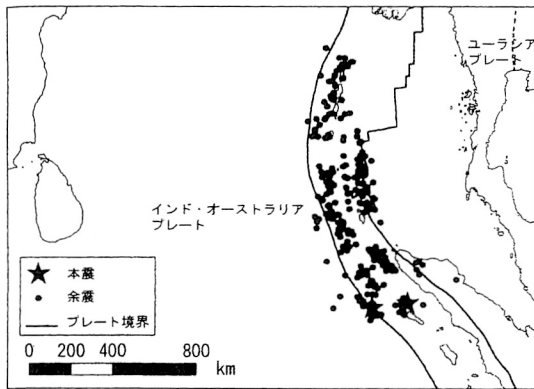 ユーラシア
プレート
インド・オーストラリア
プレート
本震
余震
プレート境界
0 200 400 800
km